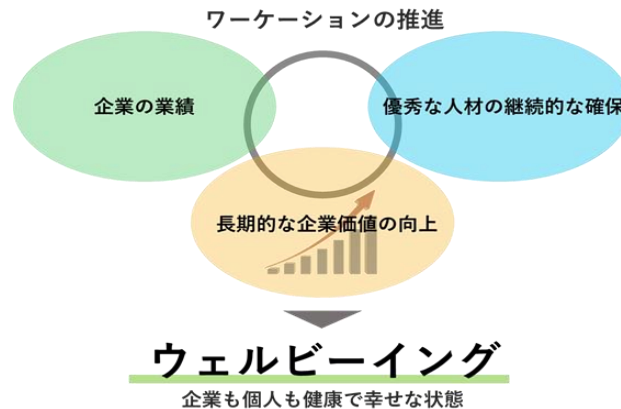 ワーケーションの推進
企業の業績
優秀な人材の継続的な確保
長期的な企業価値の向上
ウェルビーイング
企業も個人も健康で幸せな状態